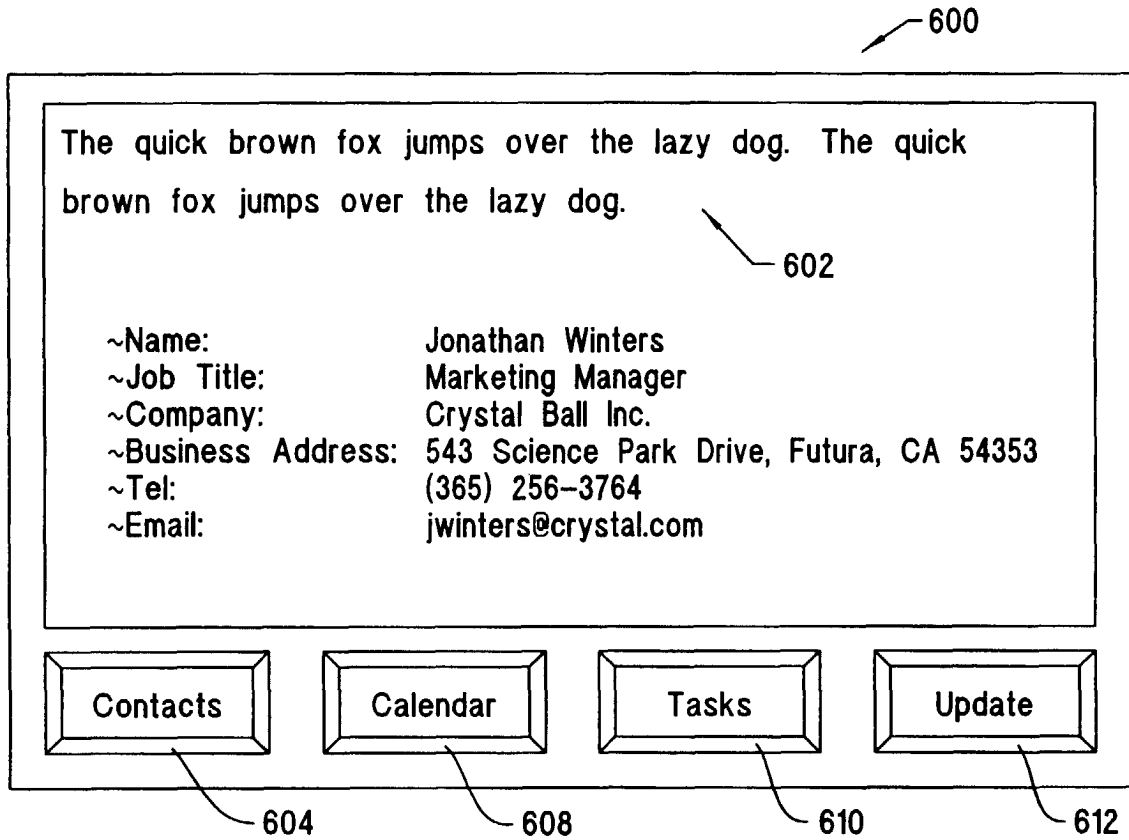 600
The quick brown fox jumps over the lazy dog. The quick
brown fox jumps over the lazy dog.
602
~Name: Jonathan Winters
~Job Title: Marketing Manager
~Company: Crystal Ball Inc.
~Business Address: 543 Science Park Drive, Futura, CA 54353
~Tel: (365) 256–3764
~Email: jwinters@crystal.com
Contacts Calendar Tasks Update
604 608 610 612